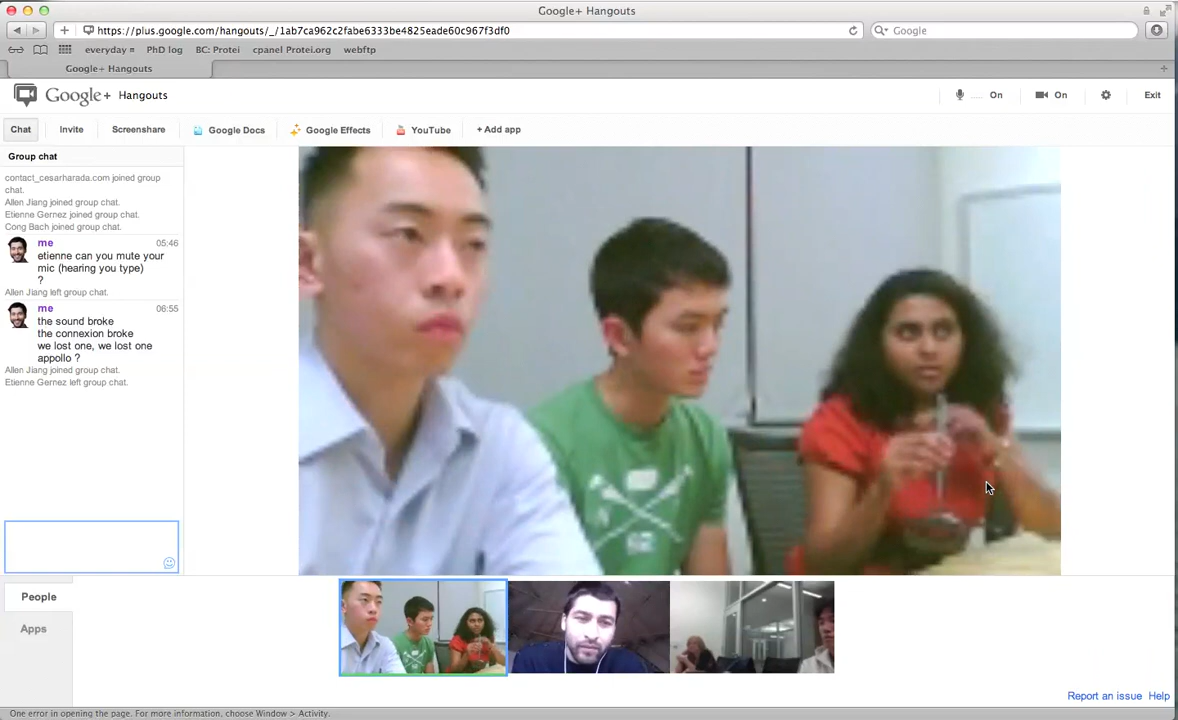 Google+ Hangouts
https://plus.google.com/hangouts/_/1ab7ca962c2fabe6333be4825eade60c967f3df0
Google
everyday
PhD log
BC: Protei
cpanel Protei.org
webftp
Google+ Hangouts
Google+ Hangouts
On
On
Exit
Chat
Invite
Screenshare
Google Docs
Google Effects
YouTube
+ Add app
Group chat
contact_cesarharada.com joined group
chat.
Allen Jiang joined group chat.
Etienne Gernez joined group chat.
Cong Bach joined group chat.
me 05:46
etienne can you mute your
mic (hearing you type)
?
Allen Jiang left group chat.
me 06:55
the sound broke
the connexion broke
we lost one, we lost one
appollo ?
Allen Jiang joined group chat.
Etienne Gernez left group chat.
People
Apps
Report an issue Help
One error in opening the page. For more information, choose Window > Activity.